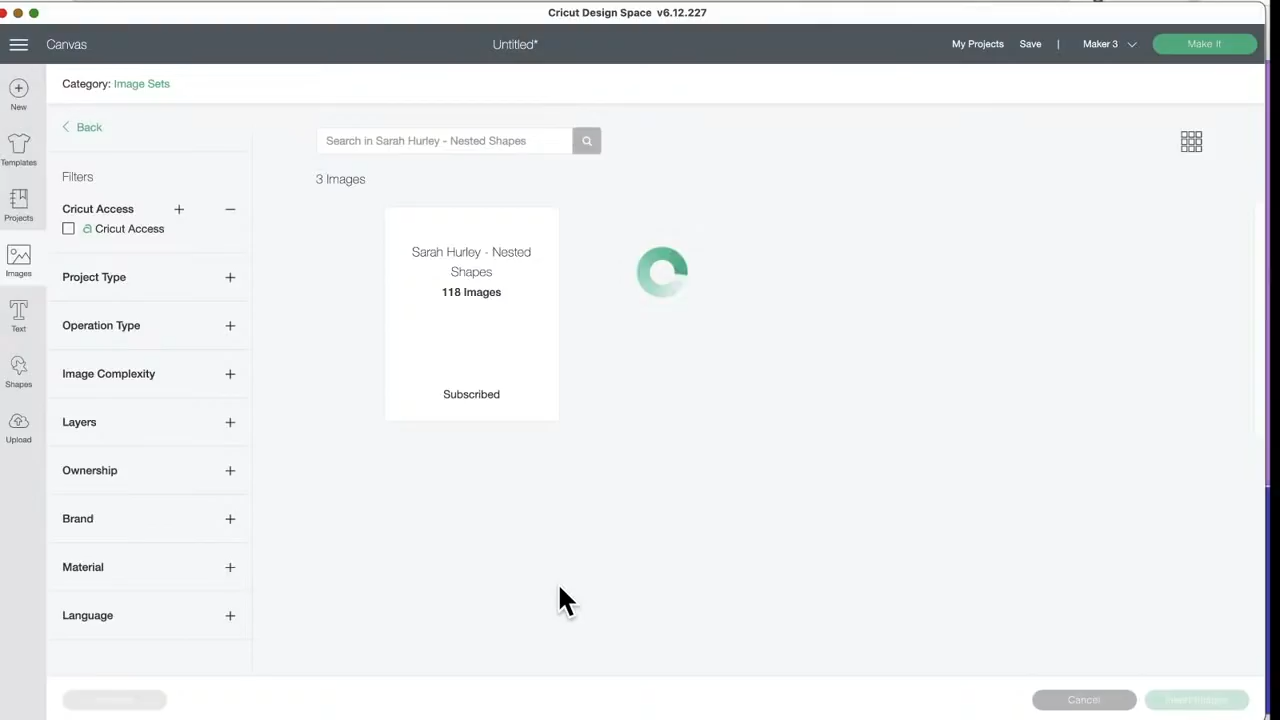 Cricut Design Space v6.12.227
Canvas
Untitled*
My Projects
Save
|
Maker 3
Make It
New
Templates
Projects
Images
Text
Shapes
Upload
Category: Image Sets
Back
Filters
Cricut Access
Cricut Access
Project Type
Operation Type
Image Complexity
Layers
Ownership
Brand
Material
Language
Search in Sarah Hurley - Nested Shapes
3 Images
Sarah Hurley - Nested
Shapes
118 Images
Subscribed
Cancel